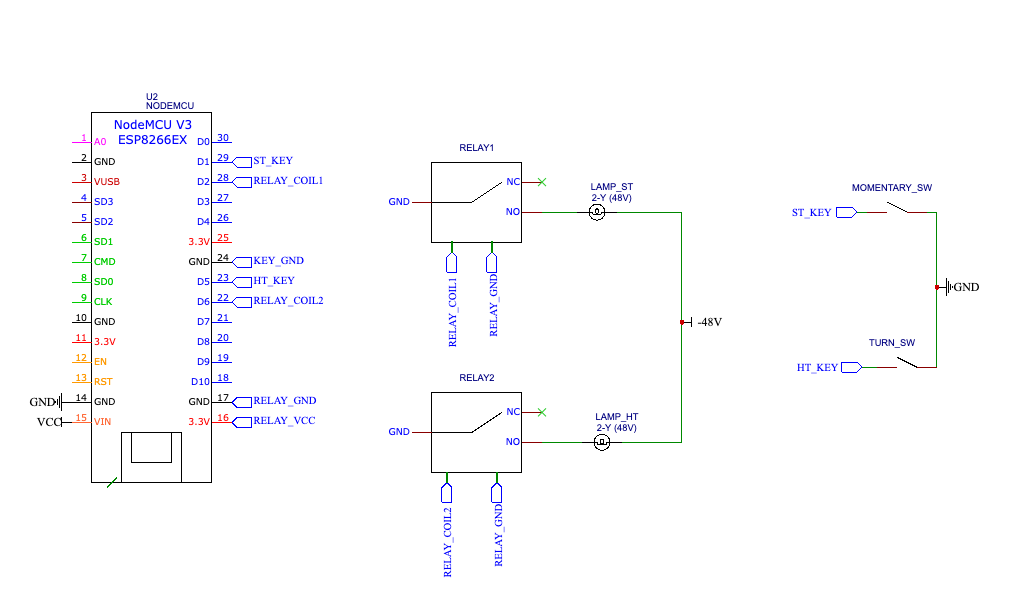 U2
NODEMCU
NodeMCU V3
ESP8266EX
1 A0
2 GND
3 VUSB
4 SD3
5 SD2
6 SD1
7 CMD
8 SD0
9 CLK
10 GND
11 3.3V
12 EN
13 RST
GND 14 GND
VCC 15 VIN
D0 30
D1 29 ST_KEY
D2 28 RELAY_COIL1
D3 27
D4 26
3.3V 25
GND 24 KEY_GND
D5 23 HT_KEY
D6 22 RELAY_COIL2
D7 21
D8 20
D9 19
D10 18
GND 17 RELAY_GND
3.3V 16 RELAY_VCC
RELAY1
NC
GND
NO
RELAY_COIL1
RELAY_GND
LAMP_ST
2-Y (48V)
-48V
RELAY2
NC
GND
NO
RELAY_COIL2
RELAY_GND
LAMP_HT
2-Y (48V)
MOMENTARY_SW
ST_KEY
GND
TURN_SW
HT_KEY